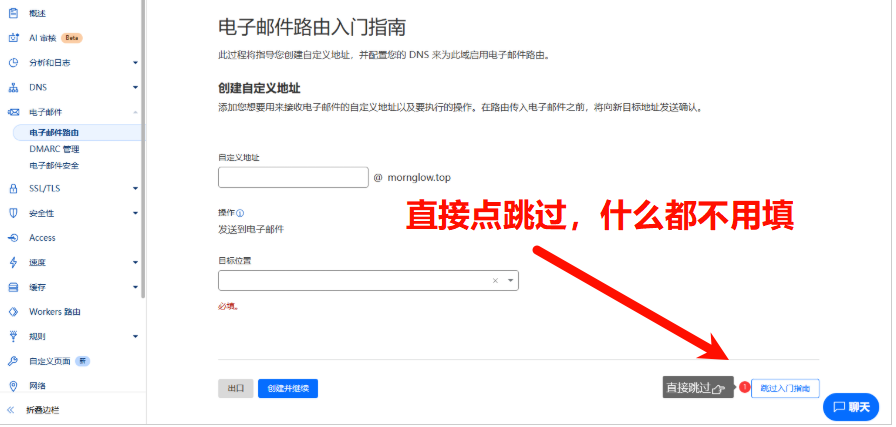 概述
AI 审核 Beta
分析和日志
DNS
电子邮件
电子邮件路由
DMARC 管理
电子邮件安全
SSL/TLS
安全性
Access
速度
缓存
Workers 路由
规则
自定义页面 新
网络
折叠边栏
电子邮件路由入门指南
此过程将指导您创建自定义地址，并配置您的 DNS 来为此域启用电子邮件路由。
创建自定义地址
添加您想要用来接收电子邮件的自定义地址以及要执行的操作。在路由传入电子邮件之前，将向新目标地址发送确认。
自定义地址
@ mornglow.top
直接点跳过，什么都不用填
操作
发送到电子邮件
目标位置
必填。
出口
创建并继续
直接跳过
1
跳过入门指南
聊天